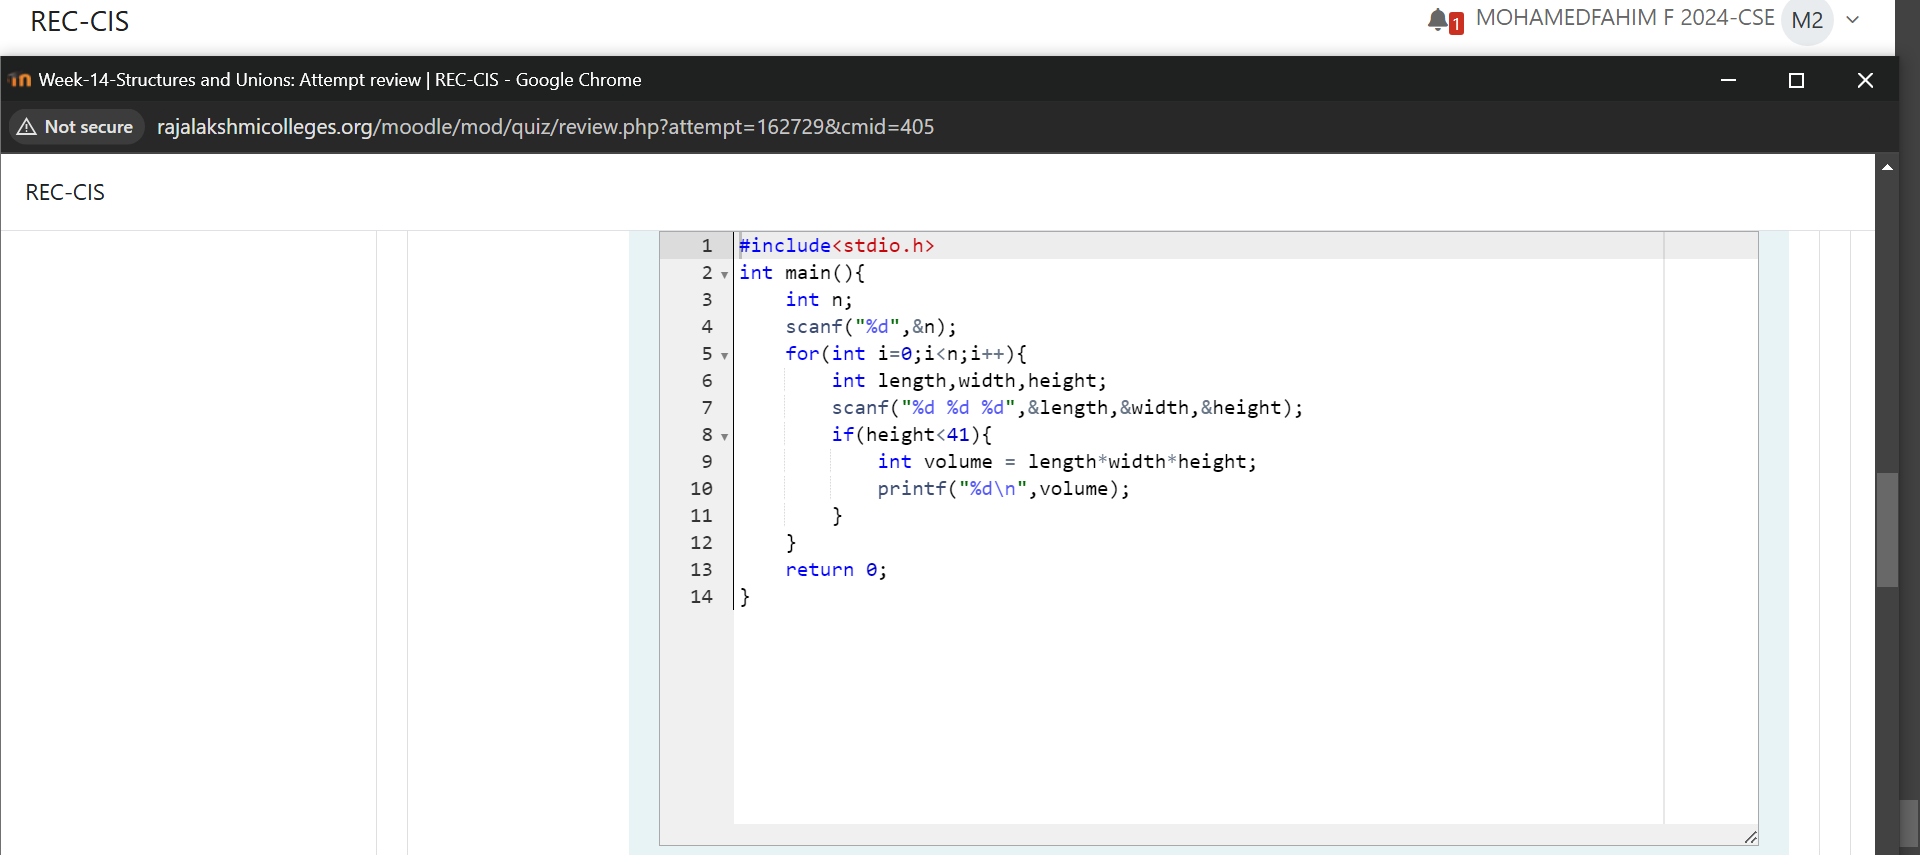 REC-CIS
1 MOHAMEDFAHIM F 2024-CSE M2
Week-14-Structures and Unions: Attempt review | REC-CIS - Google Chrome
Not secure rajalakshmicolleges.org/moodle/mod/quiz/review.php?attempt=162729&cmid=405
REC-CIS
1 #include<stdio.h>
2 int main(){
3     int n;
4     scanf("%d",&n);
5     for(int i=0;i<n;i++){
6         int length,width,height;
7         scanf("%d %d %d",&length,&width,&height);
8         if(height<41){
9             int volume = length*width*height;
10             printf("%d\n",volume);
11         }
12     }
13     return 0;
14 }